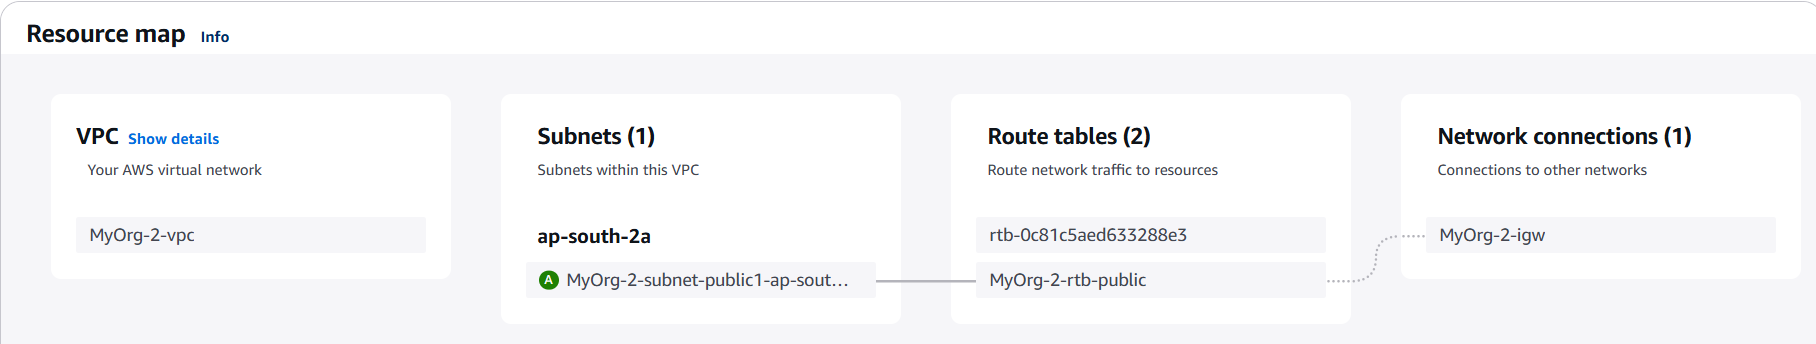 Resource map Info
VPC Show details
Your AWS virtual network
MyOrg-2-vpc
Subnets (1)
Subnets within this VPC
ap-south-2a
A MyOrg-2-subnet-public1-ap-sout...
Route tables (2)
Route network traffic to resources
rtb-0c81c5aed633288e3
MyOrg-2-rtb-public
Network connections (1)
Connections to other networks
MyOrg-2-igw